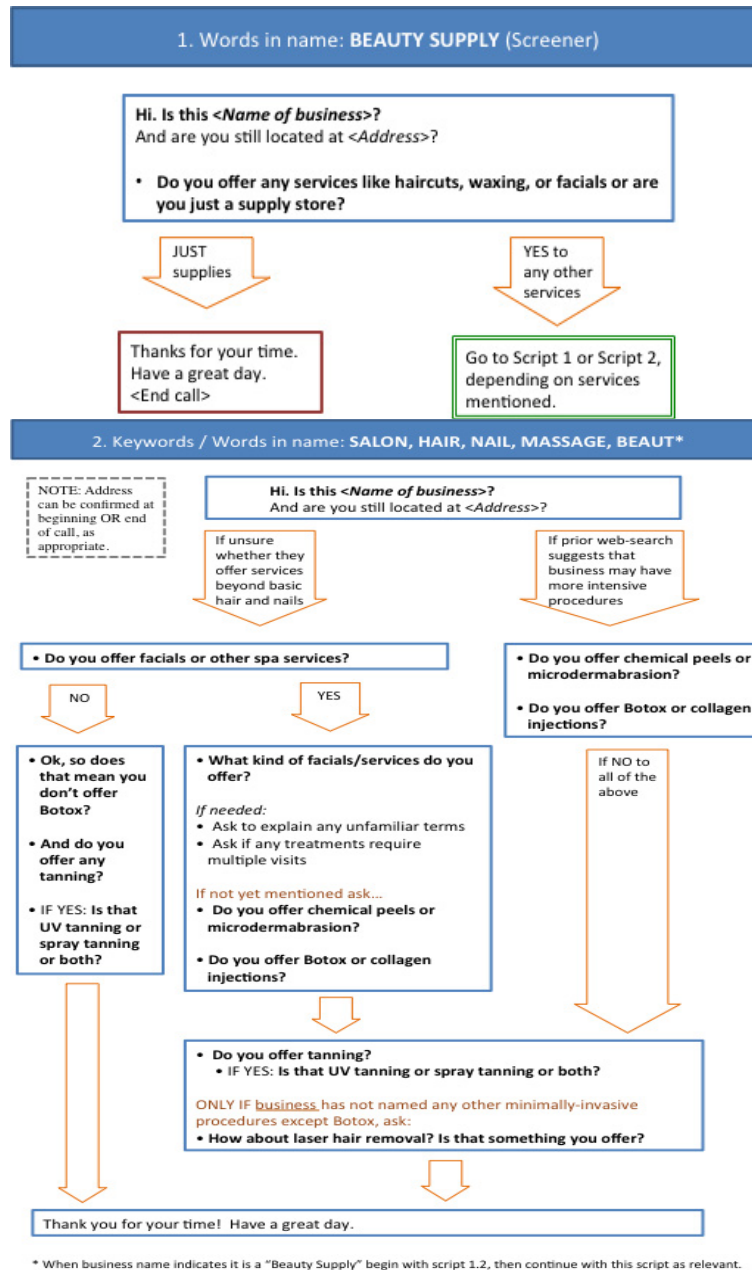 1. Words in name: BEAUTY SUPPLY (Screener)
Hi. Is this <Name of business>?
And are you still located at <Address>?
• Do you offer any services like haircuts, waxing, or facials or are
you just a supply store?
JUST
supplies
YES to
any other
services
Thanks for your time.
Have a great day.
<End call>
Go to Script 1 or Script 2,
depending on services
mentioned.
2. Keywords / Words in name: SALON, HAIR, NAIL, MASSAGE, BEAUT*
NOTE: Address
can be confirmed at
beginning OR end
of call, as
appropriate.
Hi. Is this <Name of business>?
And are you still located at <Address>?
If unsure
whether they
offer services
beyond basic
hair and nails
If prior web-search
suggests that
business may have
more intensive
procedures
• Do you offer facials or other spa services?
• Do you offer chemical peels or
microdermabrasion?
• Do you offer Botox or collagen
injections?
NO
YES
• Ok, so does
that mean you
don't offer
Botox?
• And do you
offer any
tanning?
• IF YES: Is that
UV tanning or
spray tanning
or both?
• What kind of facials/services do you
offer?
If needed:
• Ask to explain any unfamiliar terms
• Ask if any treatments require
multiple visits
If not yet mentioned ask...
• Do you offer chemical peels or
microdermabrasion?
• Do you offer Botox or collagen
injections?
If NO to
all of the
above
• Do you offer tanning?
• IF YES: Is that UV tanning or spray tanning or both?
ONLY IF business has not named any other minimally-invasive
procedures except Botox, ask:
• How about laser hair removal? Is that something you offer?
Thank you for your time! Have a great day.
* When business name indicates it is a "Beauty Supply" begin with script 1.2, then continue with this script as relevant.